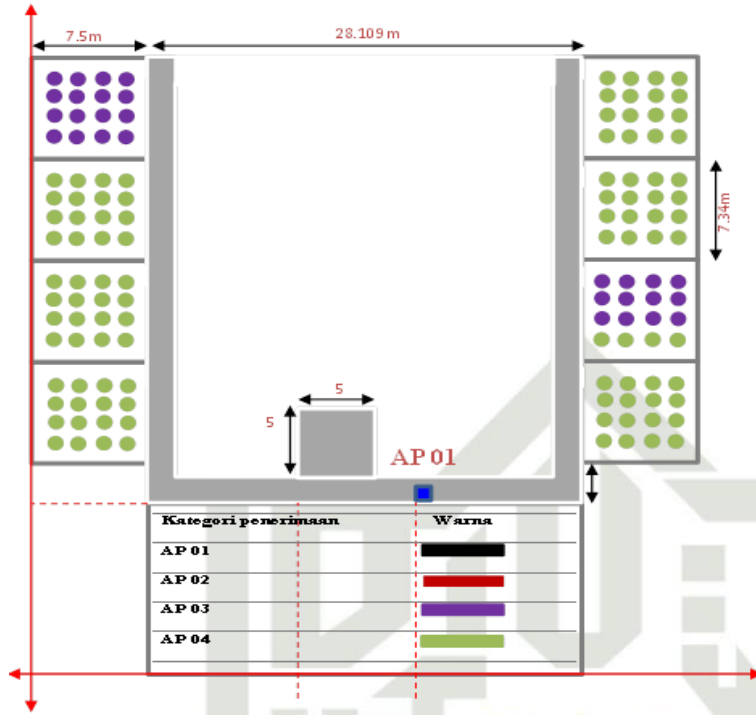 7.5m
28.109 m
7.34m
5
5
AP 01
Kategori penerimaan Warna
AP 01
AP 02
AP 03
AP 04